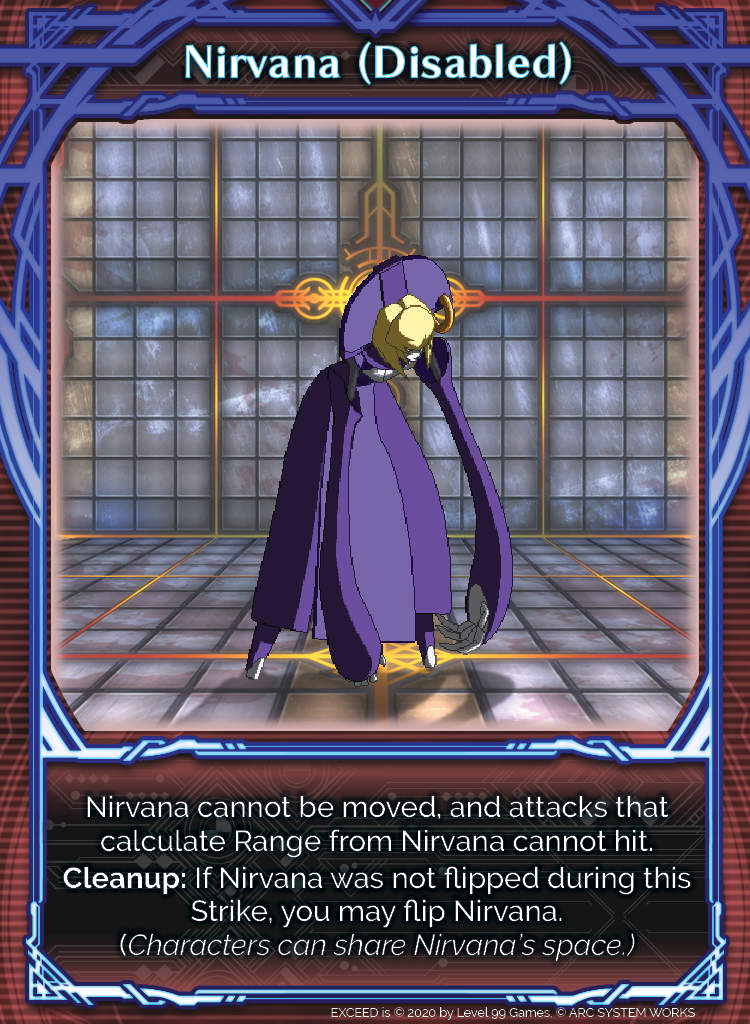 Nirvana (Disabled)
Nirvana cannot be moved, and attacks that
calculate Range from Nirvana cannot hit.
Cleanup: If Nirvana was not flipped during this
Strike, you may flip Nirvana.
(Characters can share Nirvana's space.)
EXCEED is © 2020 by Level 99 Games. © ARC SYSTEM WORKS